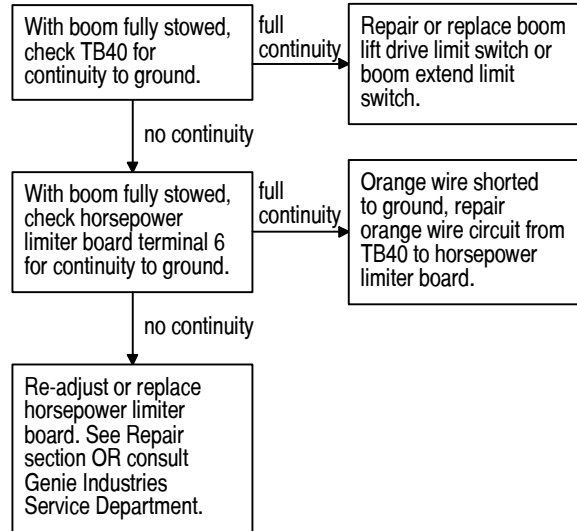 With boom fully stowed,
check TB40 for
continuity to ground.
full
continuity
Repair or replace boom
lift drive limit switch or
boom extend limit
switch.
no continuity
With boom fully stowed,
check horsepower
limiter board terminal 6
for continuity to ground.
full
continuity
Orange wire shorted
to ground, repair
orange wire circuit from
TB40 to horsepower
limiter board.
no continuity
Re-adjust or replace
horsepower limiter
board. See Repair
section OR consult
Genie Industries
Service Department.